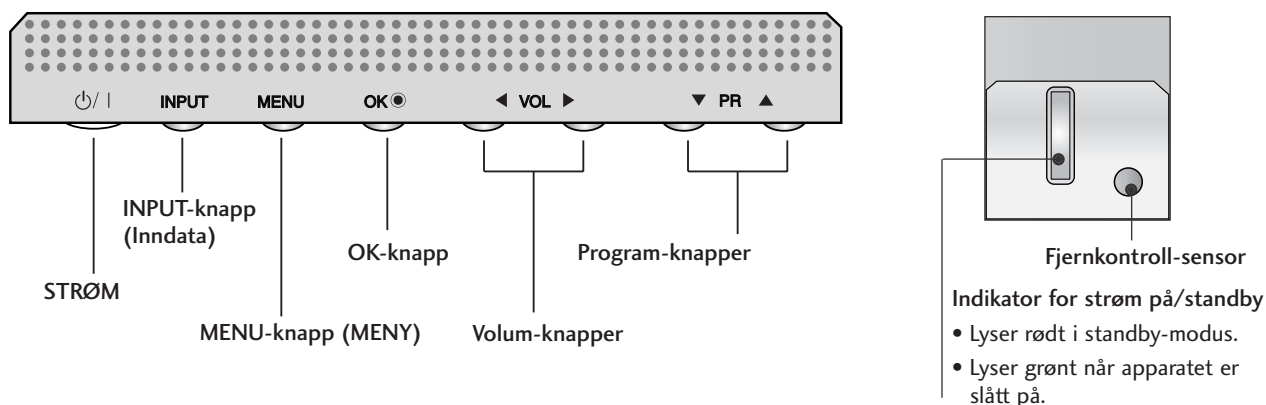 ⏻/ I INPUT MENU OK◉ ◀ VOL ▶ ▼ PR ▲
INPUT-knapp
(Inndata)
OK-knapp
Program-knapper
STRØM
MENU-knapp (MENY)
Volum-knapper
Fjernkontroll-sensor
Indikator for strøm på/standby
• Lyser rødt i standby-modus.
• Lyser grønt når apparatet er
slått på.